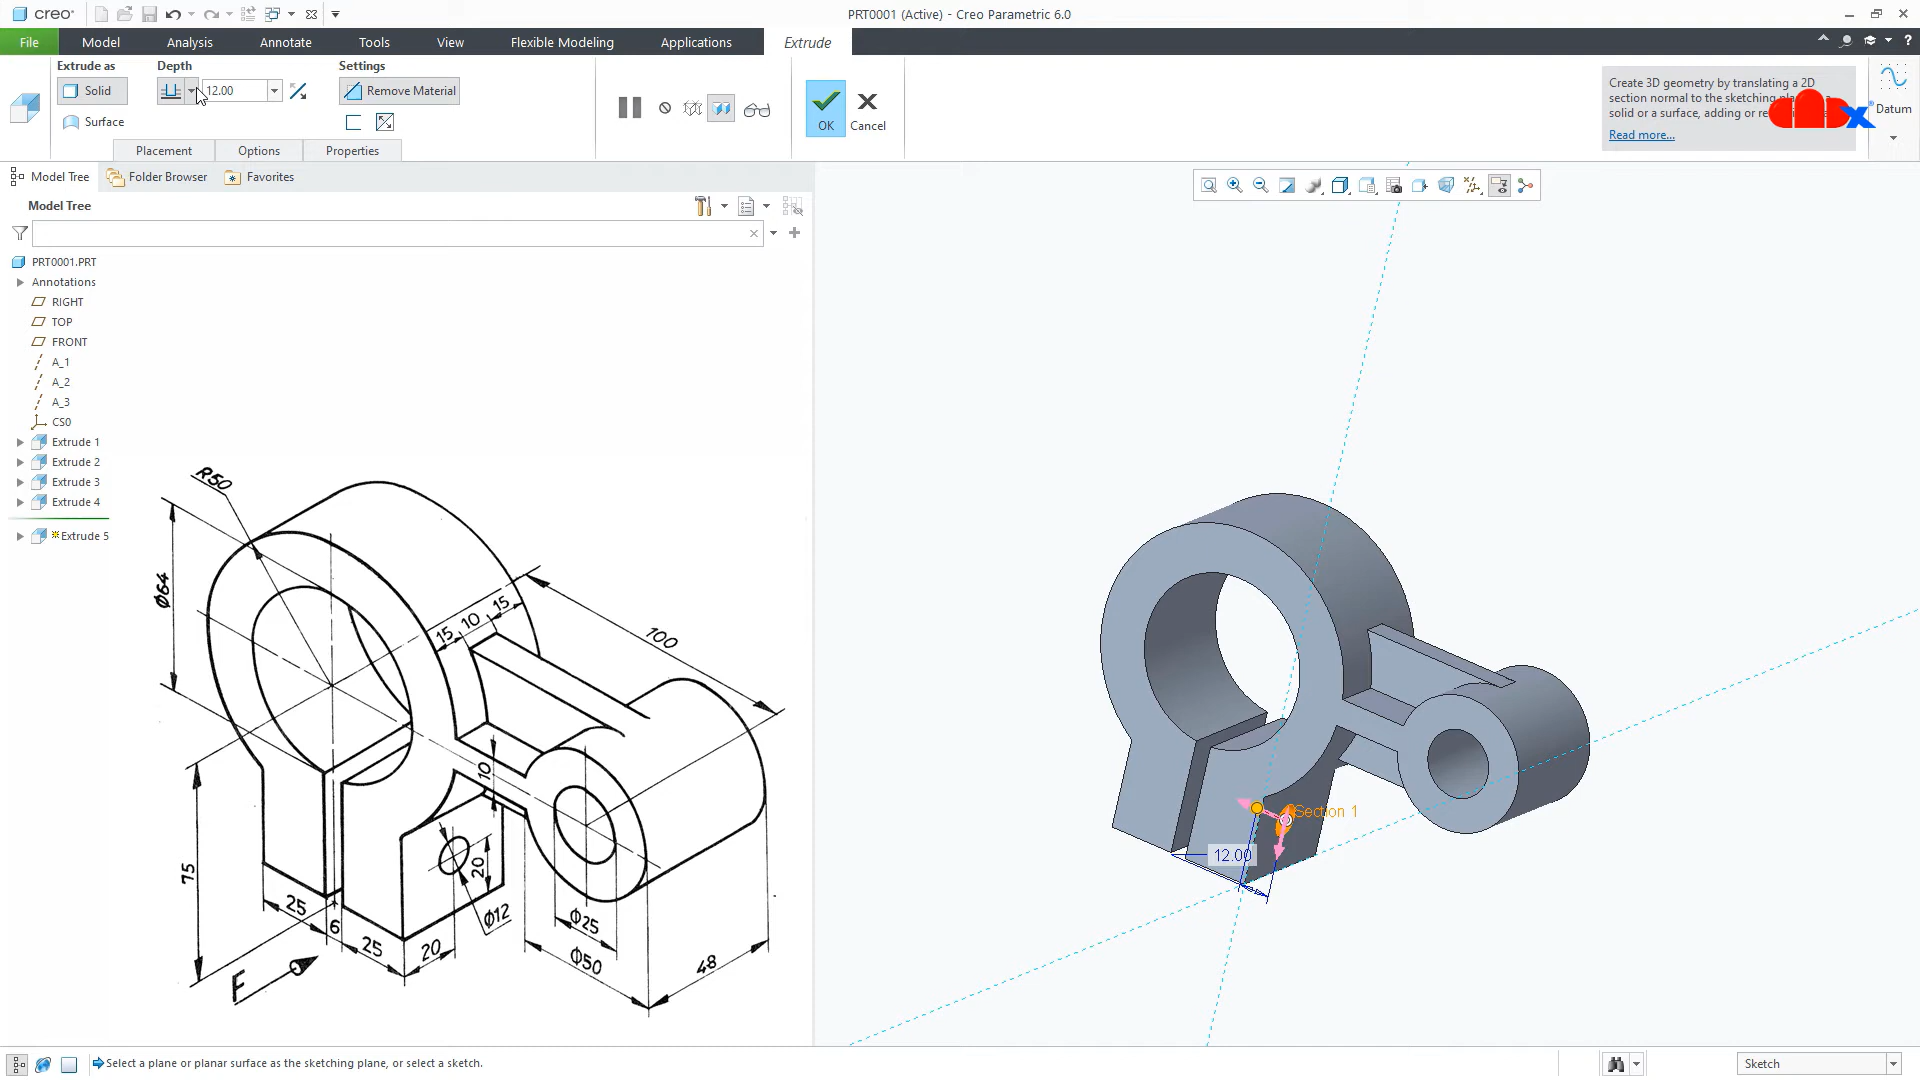 creo
PRT0001 (Active) - Creo Parametric 6.0
File Model Analysis Annotate Tools View Flexible Modeling Applications Extrude
Extrude as Depth Settings
Solid 12.00 Remove Material
Surface
OK Cancel
Placement Options Properties
Create 3D geometry by translating a 2D
section normal to the sketching
solid or a surface, adding or
Read more...
Datum
Model Tree Folder Browser Favorites
Model Tree
PRT0001.PRT
Annotations
RIGHT
TOP
FRONT
A_1
A_2
A_3
CS0
Extrude 1
Extrude 2
Extrude 3
Extrude 4
Extrude 5
R50
Φ64
15 10 15
100
10
75
20
Φ12
25 6 25 20
Φ25
Φ50
48
F
Section 1
12.00
Select a plane or planar surface as the sketching plane, or select a sketch.
Sketch